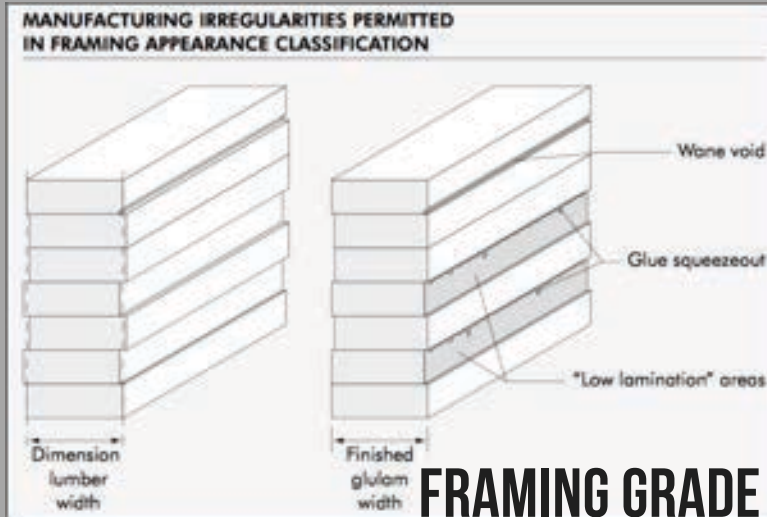 MANUFACTURING IRREGULARITIES PERMITTED
IN FRAMING APPEARANCE CLASSIFICATION
Wane void
Glue squeezeout
"Low lamination" areas
Dimension
lumber
width
Finished
glulam
width
FRAMING GRADE